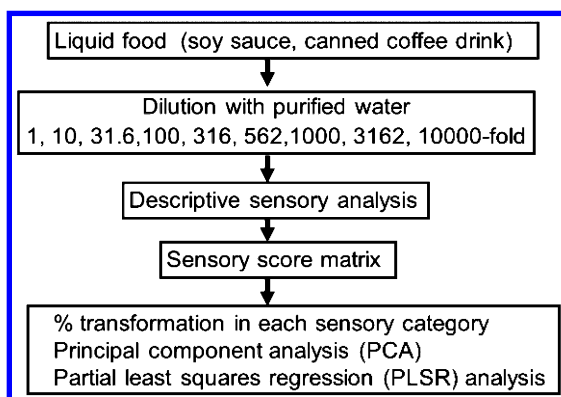 Liquid food (soy sauce, canned coffee drink)
Dilution with purified water
1, 10, 31.6,100, 316, 562,1000, 3162, 10000-fold
Descriptive sensory analysis
Sensory score matrix
% transformation in each sensory category
Principal component analysis (PCA)
Partial least squares regression (PLSR) analysis